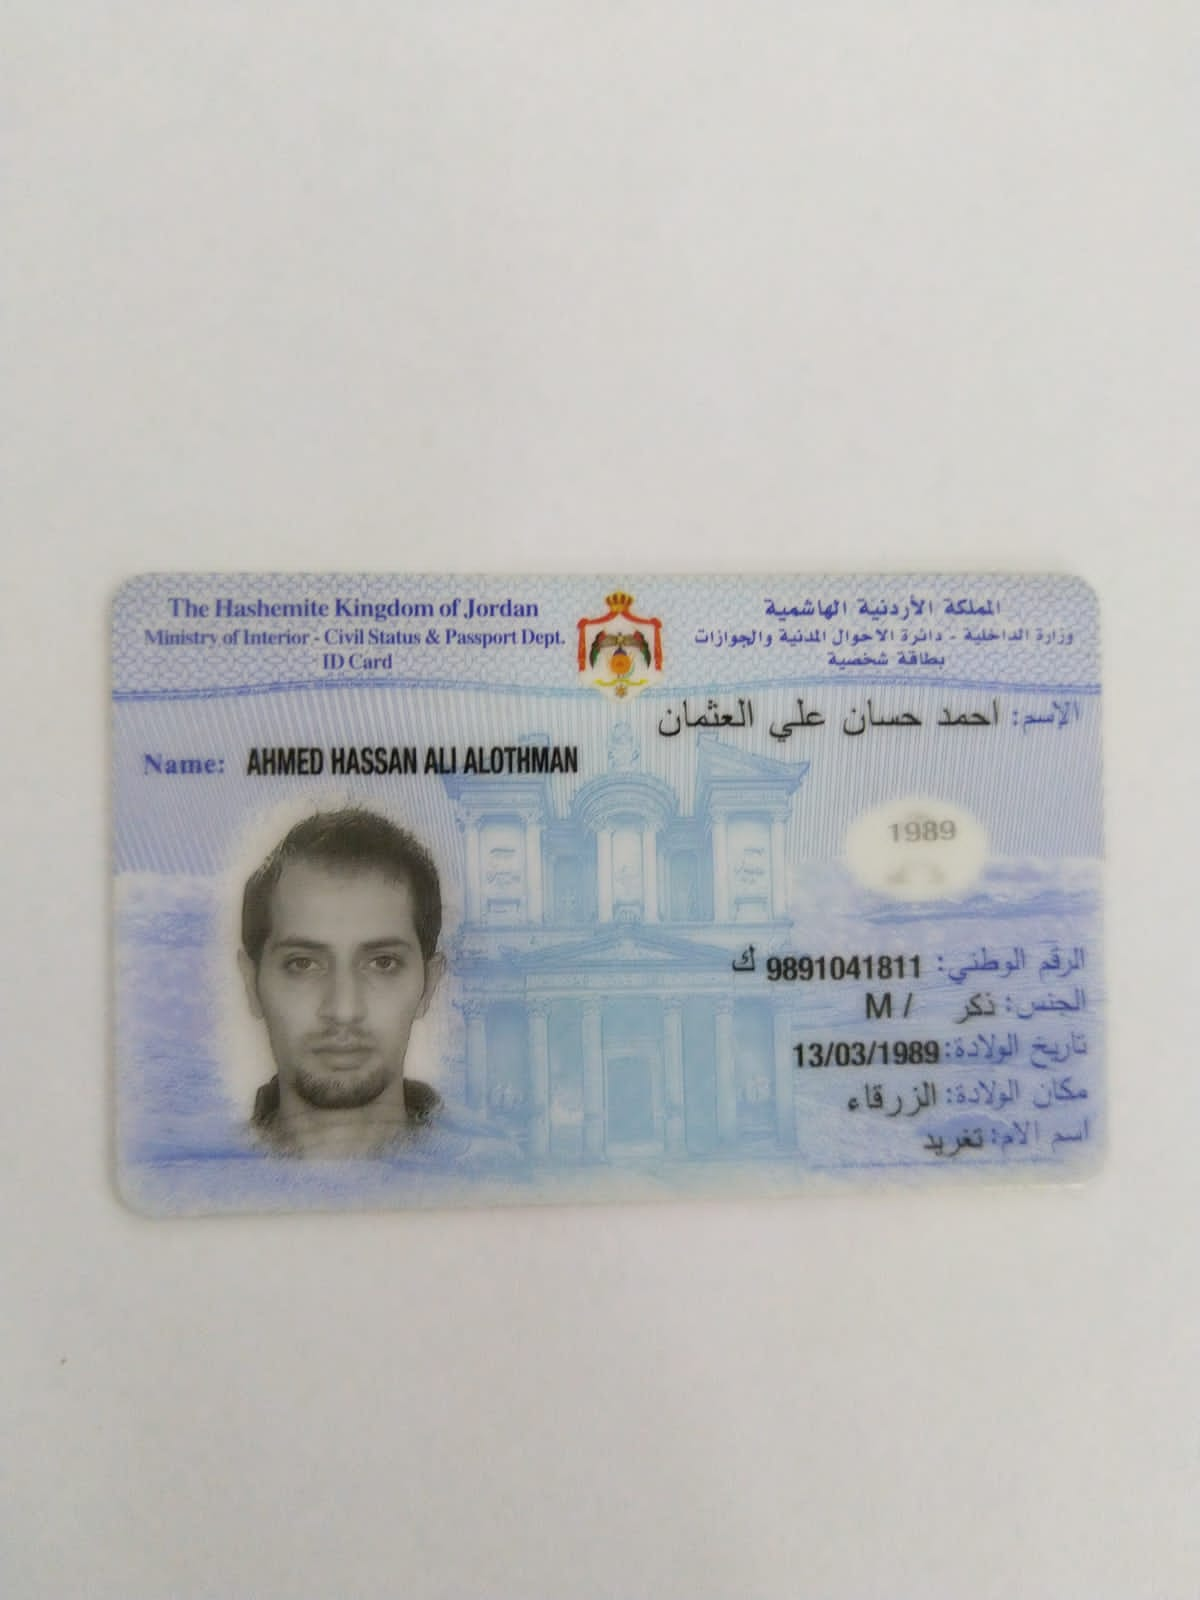 The Hashemite Kingdom of Jordan
Ministry of Interior - Civil Status & Passport Dept.
ID Card
المملكة الأردنية الهاشمية
وزارة الداخلية - دائرة الاحوال المدنية والجوازات
بطاقة شخصية
الإسم: احمد حسان علي العثمان
Name: AHMED HASSAN ALI ALOTHMAN
1989
الرقم الوطني: 9891041811 ك
الجنس: ذكر / M
تاريخ الولادة: 13/03/1989
مكان الولادة: الزرقاء
اسم الام: تغريد